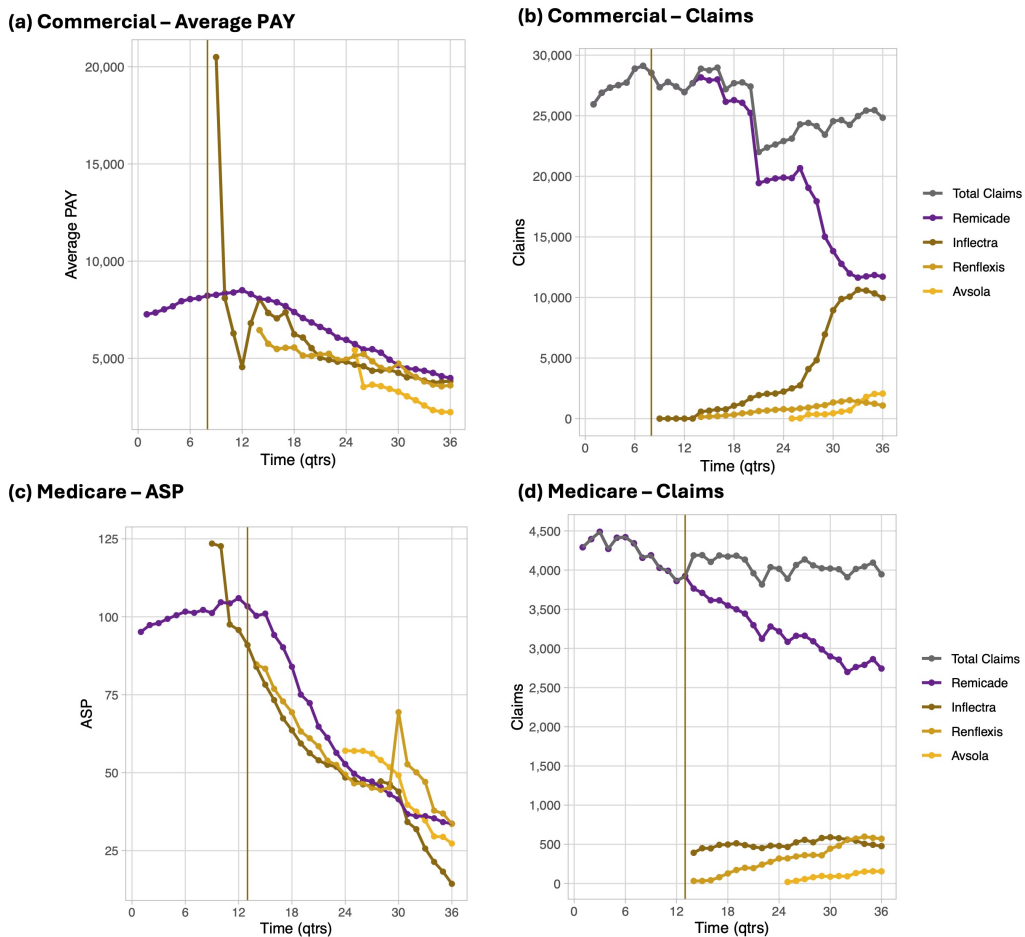 (a) Commercial – Average PAY
20,000
15,000
10,000
5,000
Average PAY
0 6 12 18 24 30 36
Time (qtrs)
(b) Commercial – Claims
30,000
25,000
20,000
15,000
10,000
5,000
0
Claims
0 6 12 18 24 30 36
Time (qtrs)
Total Claims
Remicade
Inflectra
Renflexis
Avsola
(c) Medicare – ASP
125
100
75
50
25
ASP
0 6 12 18 24 30 36
Time (qtrs)
(d) Medicare – Claims
4,500
4,000
3,500
3,000
2,500
2,000
1,500
1,000
500
0
Claims
0 6 12 18 24 30 36
Time (qtrs)
Total Claims
Remicade
Inflectra
Renflexis
Avsola